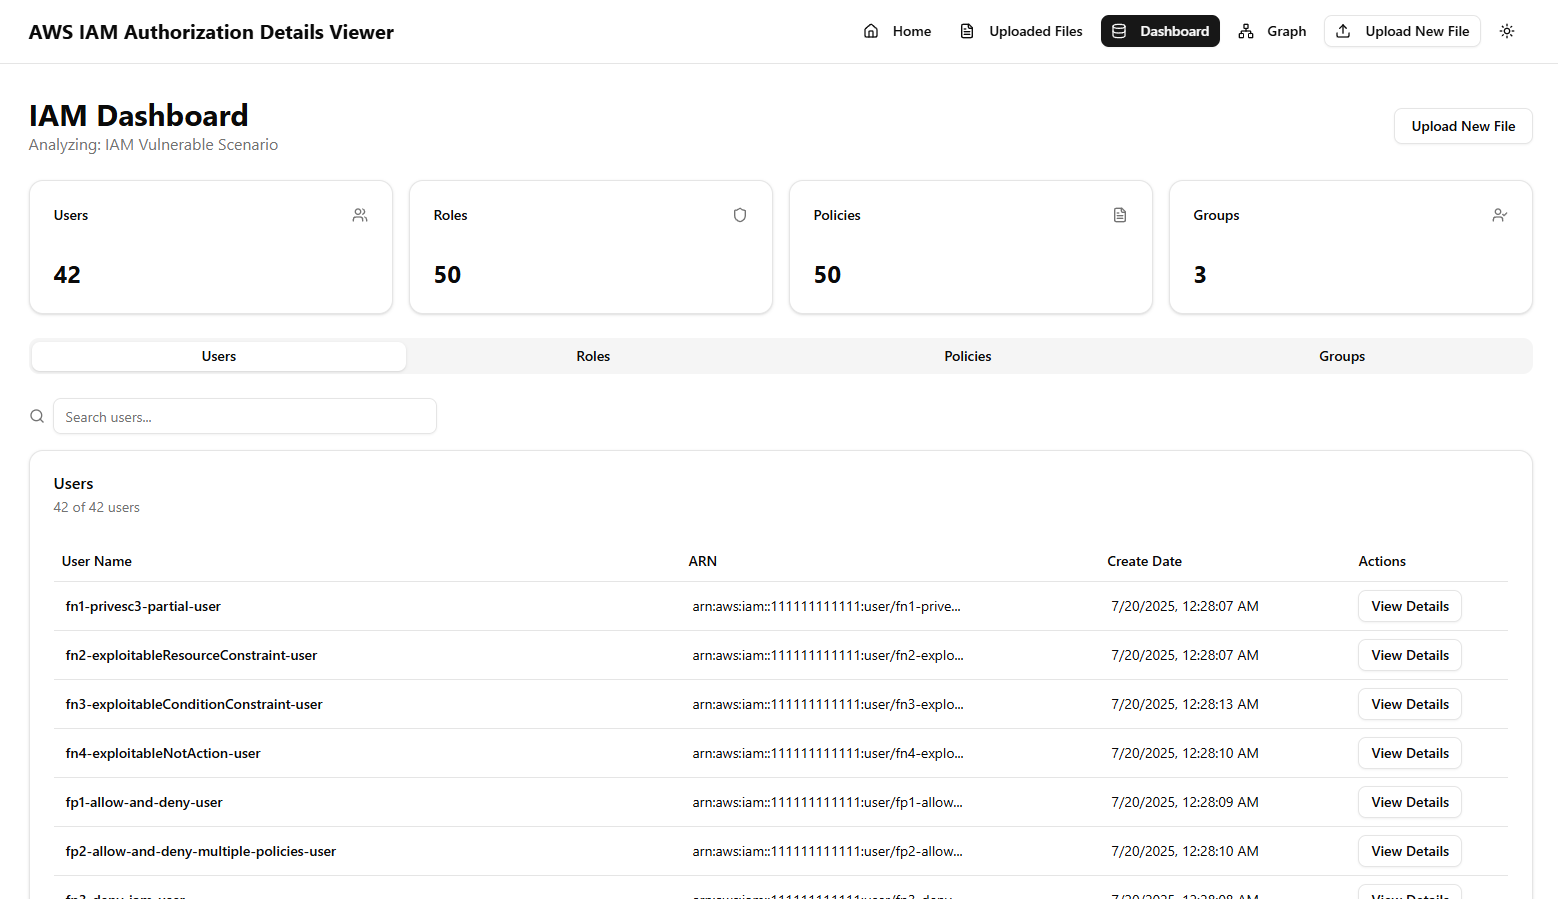 AWS IAM Authorization Details Viewer
Home Uploaded Files Dashboard Graph Upload New File
IAM Dashboard
Analyzing: IAM Vulnerable Scenario
Upload New File
Users Roles Policies Groups
42 50 50 3
Users Roles Policies Groups
Search users...
Users
42 of 42 users
User Name ARN Create Date Actions
fn1-privesc3-partial-user arn:aws:iam::111111111111:user/fn1-prive... 7/20/2025, 12:28:07 AM View Details
fn2-exploitableResourceConstraint-user arn:aws:iam::111111111111:user/fn2-explo... 7/20/2025, 12:28:07 AM View Details
fn3-exploitableConditionConstraint-user arn:aws:iam::111111111111:user/fn3-explo... 7/20/2025, 12:28:13 AM View Details
fn4-exploitableNotAction-user arn:aws:iam::111111111111:user/fn4-explo... 7/20/2025, 12:28:10 AM View Details
fp1-allow-and-deny-user arn:aws:iam::111111111111:user/fp1-allow... 7/20/2025, 12:28:09 AM View Details
fp2-allow-and-deny-multiple-policies-user arn:aws:iam::111111111111:user/fp2-allow... 7/20/2025, 12:28:10 AM View Details